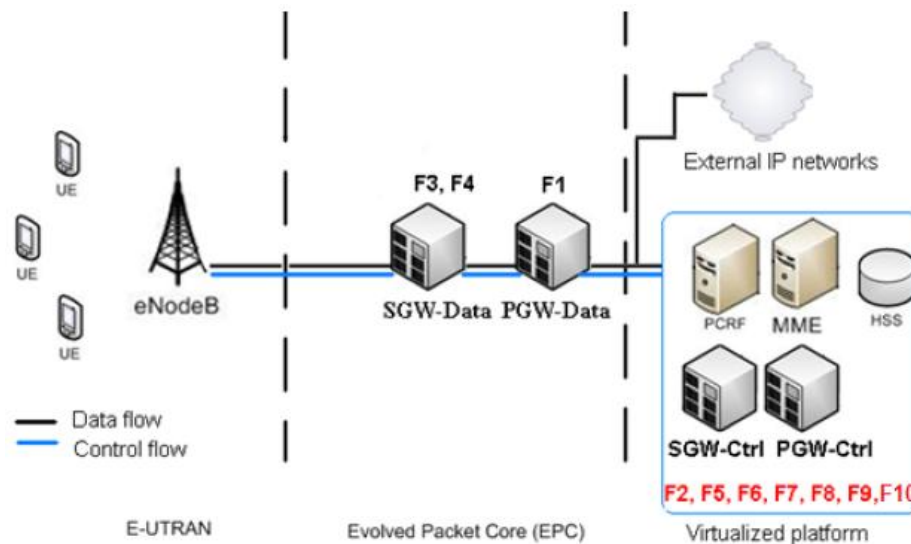 External IP networks
UE
F3, F4
F1
UE
eNodeB
SGW-Data
PGW-Data
PCRF
MME
HSS
UE
Data flow
Control flow
SGW-Ctrl
PGW-Ctrl
F2, F5, F6, F7, F8, F9,F10
E-UTRAN
Evolved Packet Core (EPC)
Virtualized platform